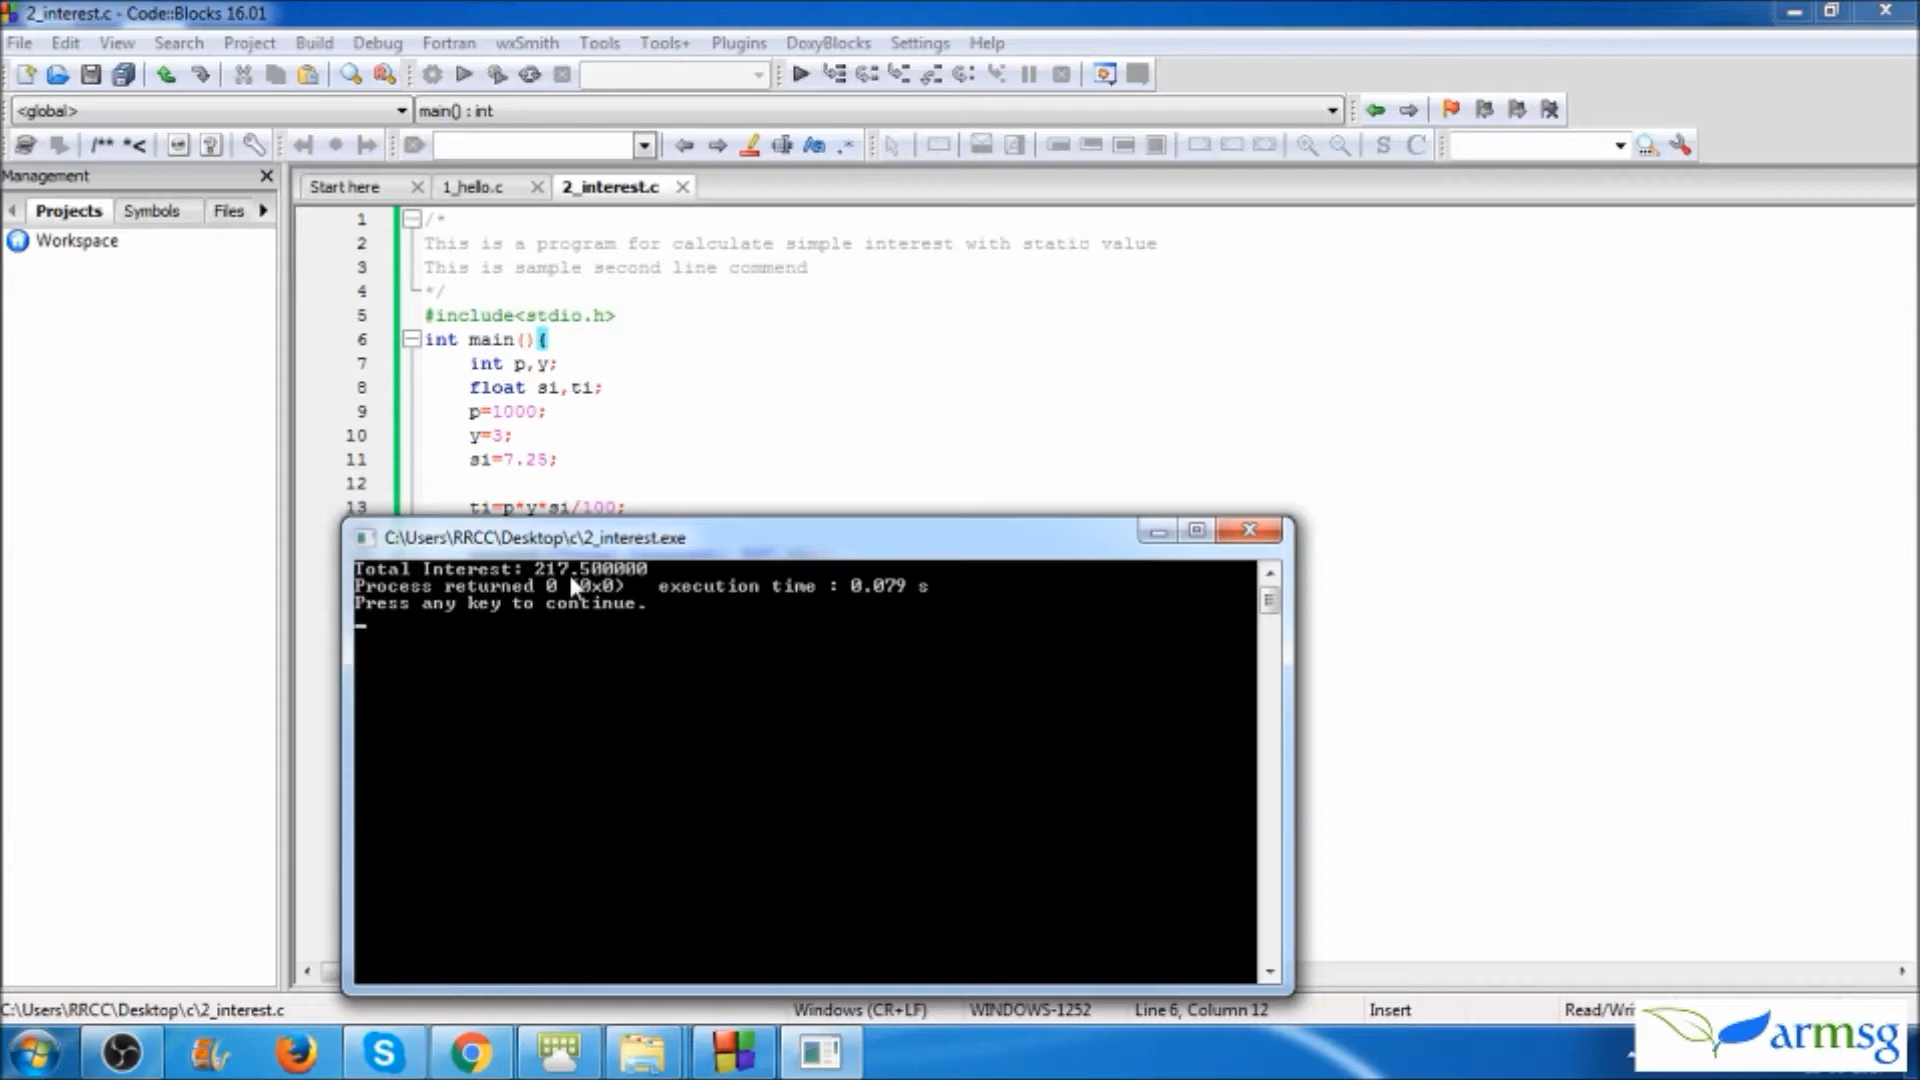 2_interest.c - Code::Blocks 16.01
File Edit View Search Project Build Debug Fortran wxSmith Tools Tools+ Plugins DoxyBlocks Settings Help
<global> main() : int
/** *<
S C
Management
Start here 1_hello.c 2_interest.c
Projects Symbols Files
Workspace
1 /*
2 This is a program for calculate simple interest with static value
3 This is sample second line commend
4 */
5 #include<stdio.h>
6 int main(){
7 int p,y;
8 float si,ti;
9 p=1000;
10 y=3;
11 si=7.25;
12
13 ti=p*y*si/100;
C:\Users\RRCC\Desktop\c\2_interest.exe
Total Interest: 217.500000
Process returned 0 (0x0) execution time : 0.079 s
Press any key to continue.
C:\Users\RRCC\Desktop\c\2_interest.c Windows (CR+LF) WINDOWS-1252 Line 6, Column 12 Insert Read/Wri
armsg